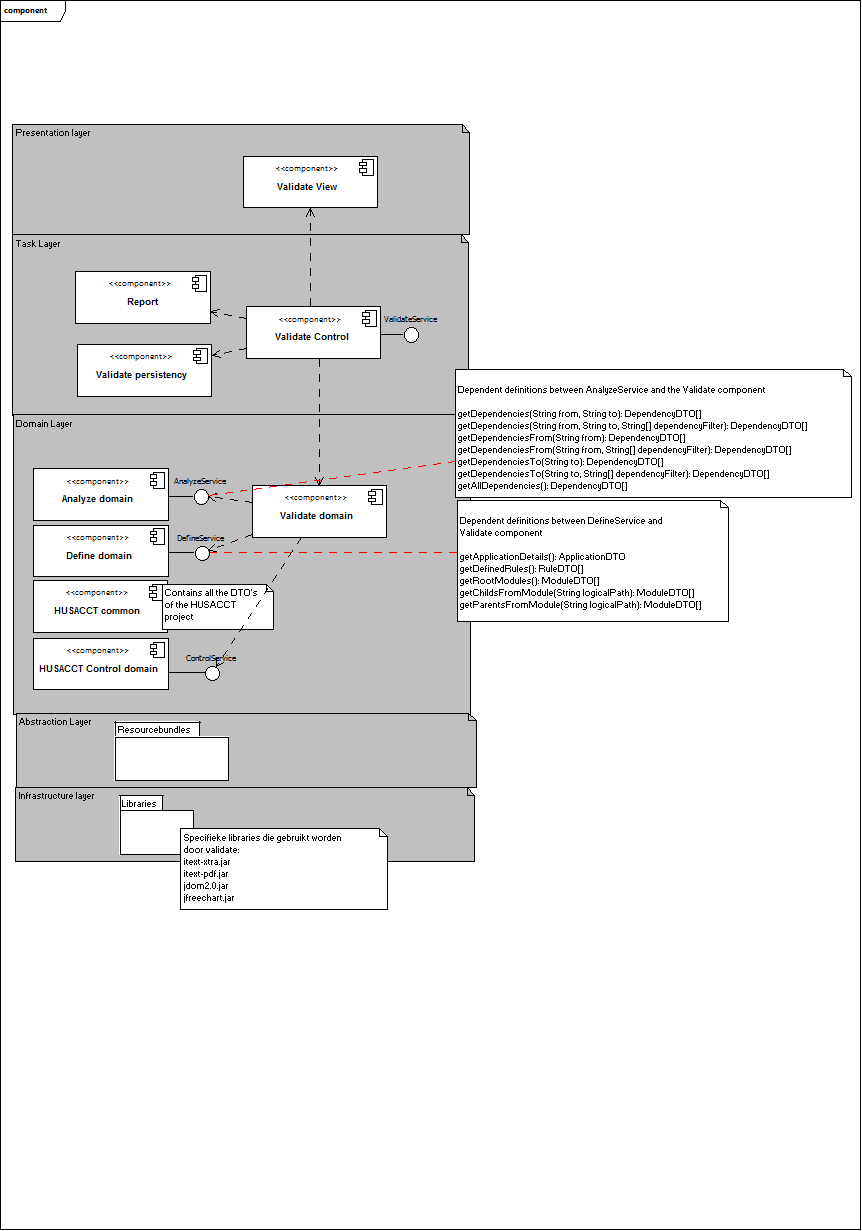 component
Presentation layer
<<component>>
Validate View
Task Layer
<<component>>
Report
<<component>>
Validate Control
ValidateService
<<component>>
Validate persistency
Dependent definitions between AnalyzeService and the Validate component
getDependencies(String from, String to): DependencyDTO[]
getDependencies(String from, String to, String[] dependencyFilter): DependencyDTO[]
getDependenciesFrom(String from): DependencyDTO[]
getDependenciesFrom(String from, String[] dependencyFilter): DependencyDTO[]
getDependenciesTo(String to): DependencyDTO[]
getDependenciesTo(String to, String[] dependencyFilter): DependencyDTO[]
getAllDependencies(): DependencyDTO[]
Domain Layer
<<component>>
Analyze domain
AnalyzeService
<<component>>
Validate domain
<<component>>
Define domain
DefineService
Dependent definitions between DefineService and
Validate component
getApplicationDetails(): ApplicationDTO
getDefinedRules(): RuleDTO[]
getRootModules(): ModuleDTO[]
getChildsFromModule(String logicalPath): ModuleDTO[]
getParentsFromModule(String logicalPath): ModuleDTO[]
<<component>>
HUSACCT common
Contains all the DTO's
of the HUSACCT
project
<<component>>
HUSACCT Control domain
ControlService
Abstraction Layer
Resourcebundles
Infrastructure layer
Libraries
Specifieke libraries die gebruikt worden
door validate:
itext-xtra.jar
itext-pdf.jar
jdom2.0.jar
jfreechart.jar